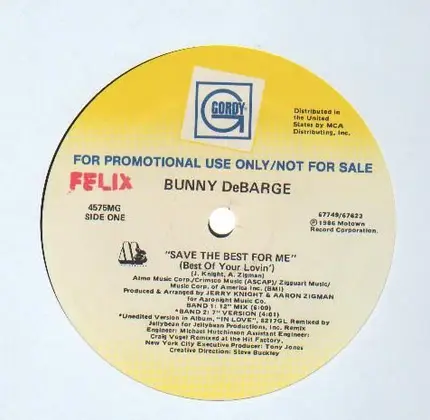 GORDY
Distributed in
the United
States by MCA
Distributing, Inc.
FOR PROMOTIONAL USE ONLY/NOT FOR SALE
FELIX
BUNNY DeBARGE
4575MG
SIDE ONE
67749/67623
℗1986 Motown
Record Corporation.
"SAVE THE BEST FOR ME"
(Best Of Your Lovin')
(J. Knight, A. Zigman)
Almo Music Corp./Crimsco Music (ASCAP)/Zigguart Music/
Music Corp. of America Inc. (BMI)
Produced & Arranged by JERRY KNIGHT & AARON ZIGMAN
for Aaronight Music Co.
BAND 1: 12" MIX (6:09)
*BAND 2: 7" VERSION (4:01)
*Unedited Version in Album, "IN LOVE", 6217GL Remixed by
Jellybean for Jellybean Productions, Inc. Remix
Engineer: Michael Hutchinson Assistant Engineer:
Craig Vogel Remixed at the Hit Factory,
New York City Executive Producer: Tony Jones
Creative Director: Steve Buckley